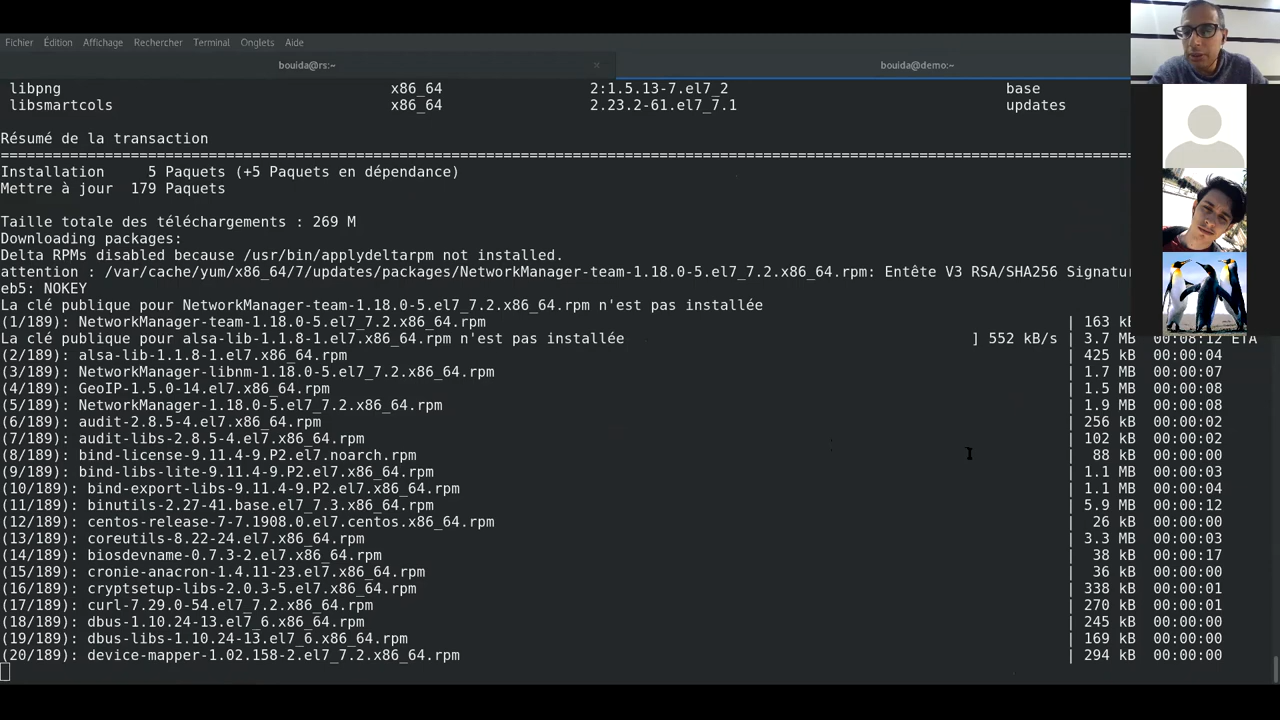 Fichier Édition Affichage Rechercher Terminal Onglets Aide
bouida@rs:~ × bouida@demo:~
libpng x86_64 2:1.5.13-7.el7_2 base
libsmartcols x86_64 2.23.2-61.el7_7.1 updates
Résumé de la transaction
================================================================================
Installation 5 Paquets (+5 Paquets en dépendance)
Mettre à jour 179 Paquets
Taille totale des téléchargements : 269 M
Downloading packages:
Delta RPMs disabled because /usr/bin/applydeltarpm not installed.
attention : /var/cache/yum/x86_64/7/updates/packages/NetworkManager-team-1.18.0-5.el7_7.2.x86_64.rpm: Entête V3 RSA/SHA256 Signatur
eb5: NOKEY
La clé publique pour NetworkManager-team-1.18.0-5.el7_7.2.x86_64.rpm n'est pas installée
(1/189): NetworkManager-team-1.18.0-5.el7_7.2.x86_64.rpm | 163 k
La clé publique pour alsa-lib-1.1.8-1.el7.x86_64.rpm n'est pas installée ] 552 kB/s | 3.7 MB 00:08:12 ETA
(2/189): alsa-lib-1.1.8-1.el7.x86_64.rpm | 425 kB 00:00:04
(3/189): NetworkManager-libnm-1.18.0-5.el7_7.2.x86_64.rpm | 1.7 MB 00:00:07
(4/189): GeoIP-1.5.0-14.el7.x86_64.rpm | 1.5 MB 00:00:08
(5/189): NetworkManager-1.18.0-5.el7_7.2.x86_64.rpm | 1.9 MB 00:00:08
(6/189): audit-2.8.5-4.el7.x86_64.rpm | 256 kB 00:00:02
(7/189): audit-libs-2.8.5-4.el7.x86_64.rpm | 102 kB 00:00:02
(8/189): bind-license-9.11.4-9.P2.el7.noarch.rpm | 88 kB 00:00:00
(9/189): bind-libs-lite-9.11.4-9.P2.el7.x86_64.rpm | 1.1 MB 00:00:03
(10/189): bind-export-libs-9.11.4-9.P2.el7.x86_64.rpm | 1.1 MB 00:00:04
(11/189): binutils-2.27-41.base.el7_7.3.x86_64.rpm | 5.9 MB 00:00:12
(12/189): centos-release-7-7.1908.0.el7.centos.x86_64.rpm | 26 kB 00:00:00
(13/189): coreutils-8.22-24.el7.x86_64.rpm | 3.3 MB 00:00:03
(14/189): biosdevname-0.7.3-2.el7.x86_64.rpm | 38 kB 00:00:17
(15/189): cronie-anacron-1.4.11-23.el7.x86_64.rpm | 36 kB 00:00:00
(16/189): cryptsetup-libs-2.0.3-5.el7.x86_64.rpm | 338 kB 00:00:01
(17/189): curl-7.29.0-54.el7_7.2.x86_64.rpm | 270 kB 00:00:01
(18/189): dbus-1.10.24-13.el7_6.x86_64.rpm | 245 kB 00:00:00
(19/189): dbus-libs-1.10.24-13.el7_6.x86_64.rpm | 169 kB 00:00:00
(20/189): device-mapper-1.02.158-2.el7_7.2.x86_64.rpm | 294 kB 00:00:00